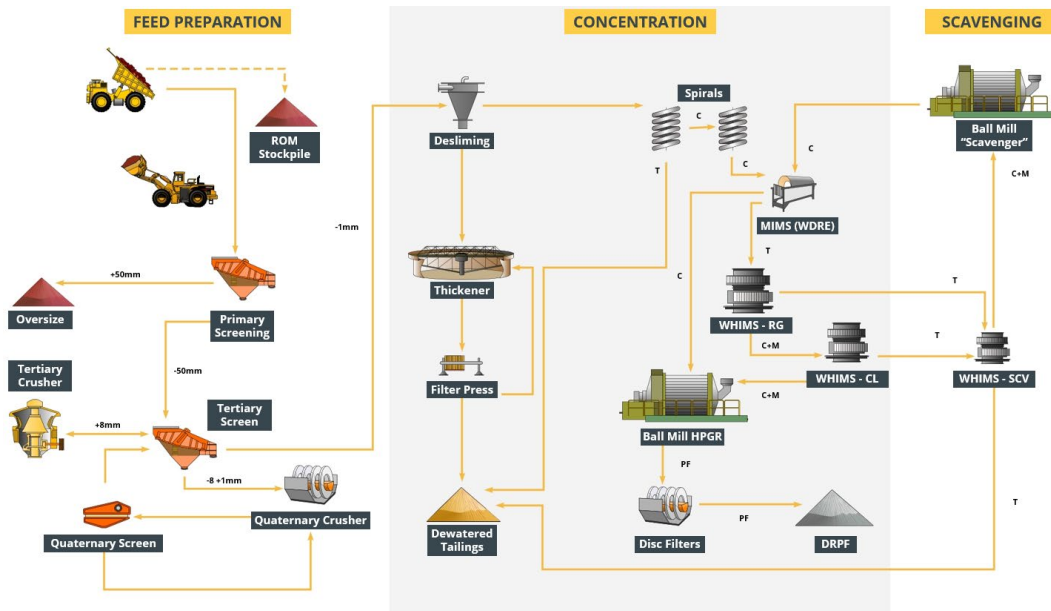 FEED PREPARATION
CONCENTRATION
SCAVENGING
ROM
Stockpile
Desliming
Spirals
C
C
T
C
Ball Mill
“Scavenger”
C+M
-1mm
MIMS (WDRE)
T
C
+50mm
Thickener
T
Oversize
Primary
Screening
WHIMS - RG
C+M
T
WHIMS - CL
WHIMS - SCV
-50mm
Tertiary
Crusher
Filter Press
C+M
Tertiary
Screen
+8mm
Ball Mill HPGR
PF
-8 +1mm
Quaternary Crusher
PF
T
Quaternary Screen
Dewatered
Tailings
Disc Filters
DRPF